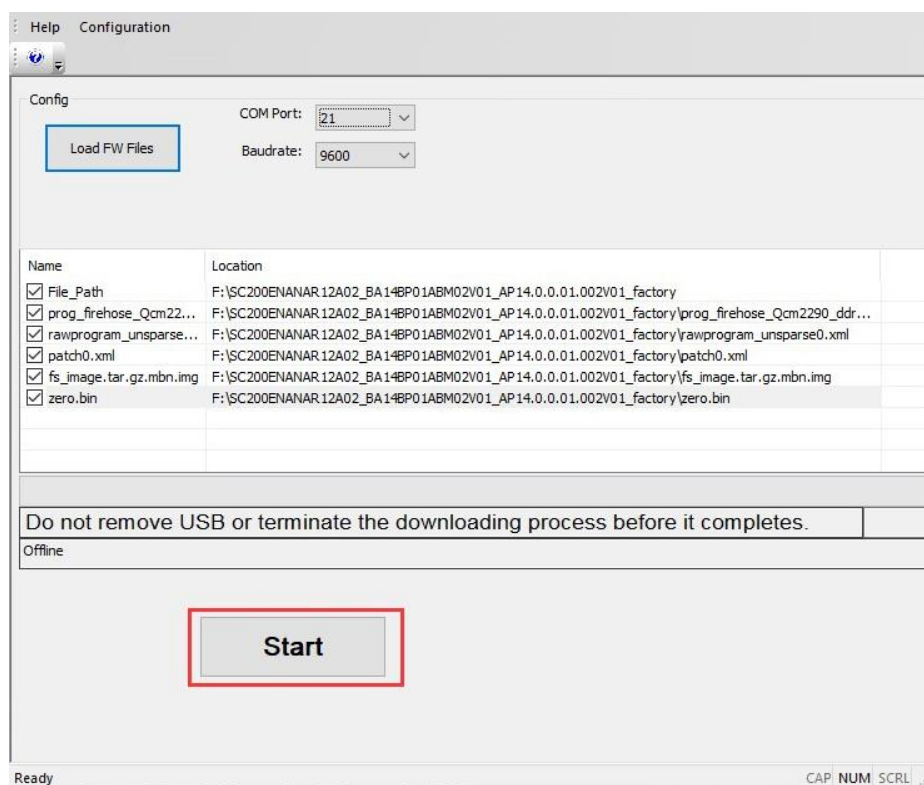 Help Configuration
Config
COM Port: 21
Load FW Files
Baudrate: 9600
Name Location
File_Path F:\SC200ENANAR12A02_BA14BP01ABM02V01_AP14.0.0.01.002V01_factory
prog_firehose_Qcm22... F:\SC200ENANAR12A02_BA14BP01ABM02V01_AP14.0.0.01.002V01_factory\prog_firehose_Qcm2290_ddr...
rawprogram_unsparse... F:\SC200ENANAR12A02_BA14BP01ABM02V01_AP14.0.0.01.002V01_factory\rawprogram_unsparse0.xml
patch0.xml F:\SC200ENANAR12A02_BA14BP01ABM02V01_AP14.0.0.01.002V01_factory\patch0.xml
fs_image.tar.gz.mbn.img F:\SC200ENANAR12A02_BA14BP01ABM02V01_AP14.0.0.01.002V01_factory\fs_image.tar.gz.mbn.img
zero.bin F:\SC200ENANAR12A02_BA14BP01ABM02V01_AP14.0.0.01.002V01_factory\zero.bin
Do not remove USB or terminate the downloading process before it completes.
Offline
Start
Ready CAP NUM SCRL